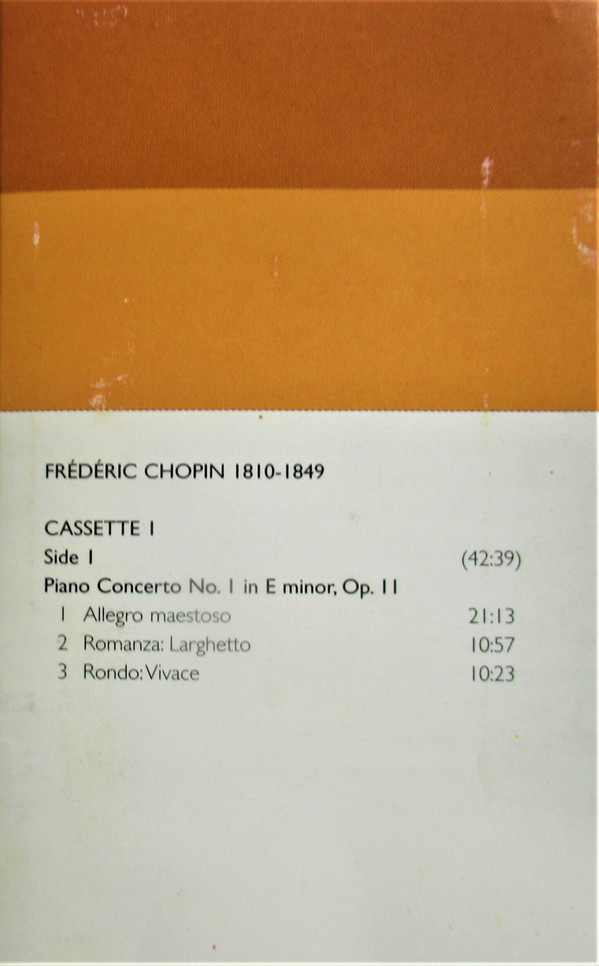 FRÉDÉRIC CHOPIN 1810-1849
CASSETTE 1
Side 1 (42:39)
Piano Concerto No. 1 in E minor, Op. 11
1 Allegro maestoso 21:13
2 Romanza: Larghetto 10:57
3 Rondo: Vivace 10:23